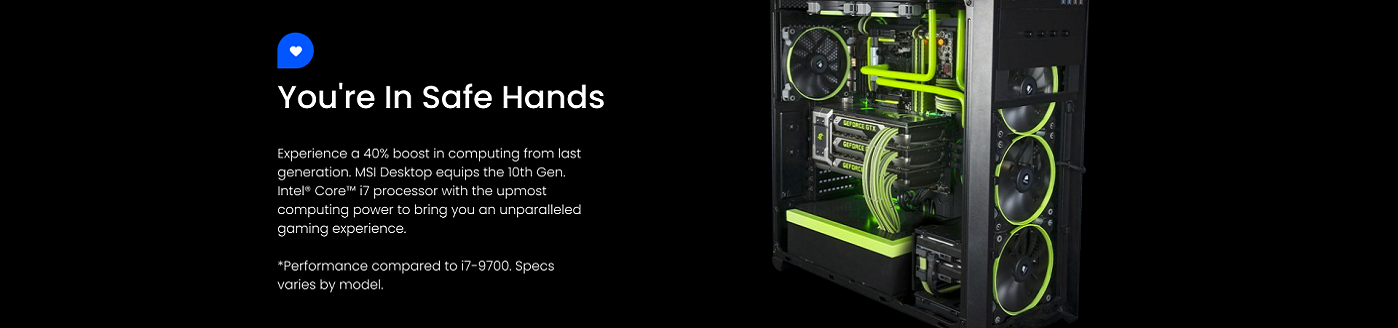 You're In Safe Hands
Experience a 40% boost in computing from last
generation. MSI Desktop equips the 10th Gen.
Intel® Core™ i7 processor with the upmost
computing power to bring you an unparalleled
gaming experience.
*Performance compared to i7-9700. Specs
varies by model.
GEFORCE GTX
GEFORCE
GEFORCE